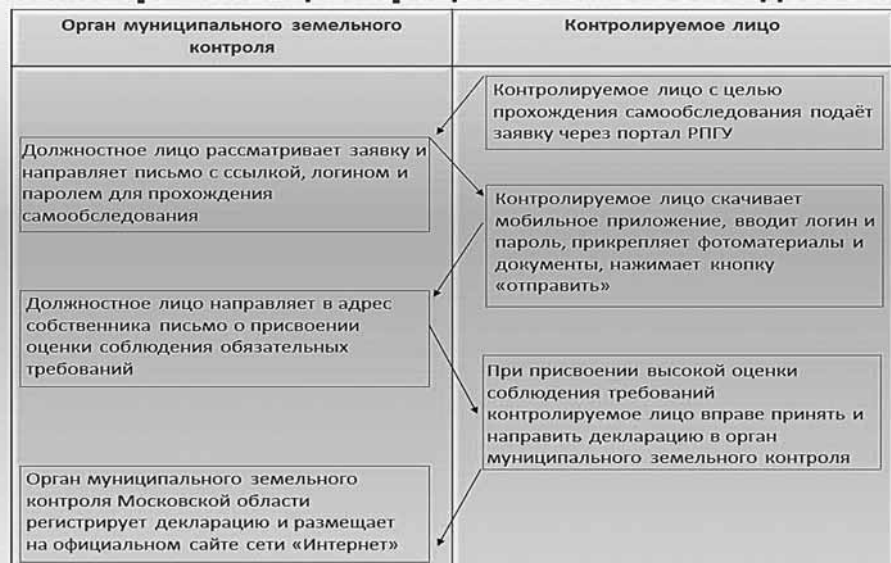 Орган муниципального земельного
контроля
Контролируемое лицо
Контролируемое лицо с целью
прохождения самообследования подаёт
заявку через портал РПГУ
Должностное лицо рассматривает заявку и
направляет письмо с ссылкой, логином и
паролем для прохождения
самообследования
Контролируемое лицо скачивает
мобильное приложение, вводит логин и
пароль, прикрепляет фотоматериалы и
документы, нажимает кнопку
«отправить»
Должностное лицо направляет в адрес
собственника письмо о присвоении
оценки соблюдения обязательных
требований
При присвоении высокой оценки
соблюдения требований
контролируемое лицо вправе принять и
направить декларацию в орган
муниципального земельного контроля
Орган муниципального земельного
контроля Московской области
регистрирует декларацию и размещает
на официальном сайте сети «Интернет»